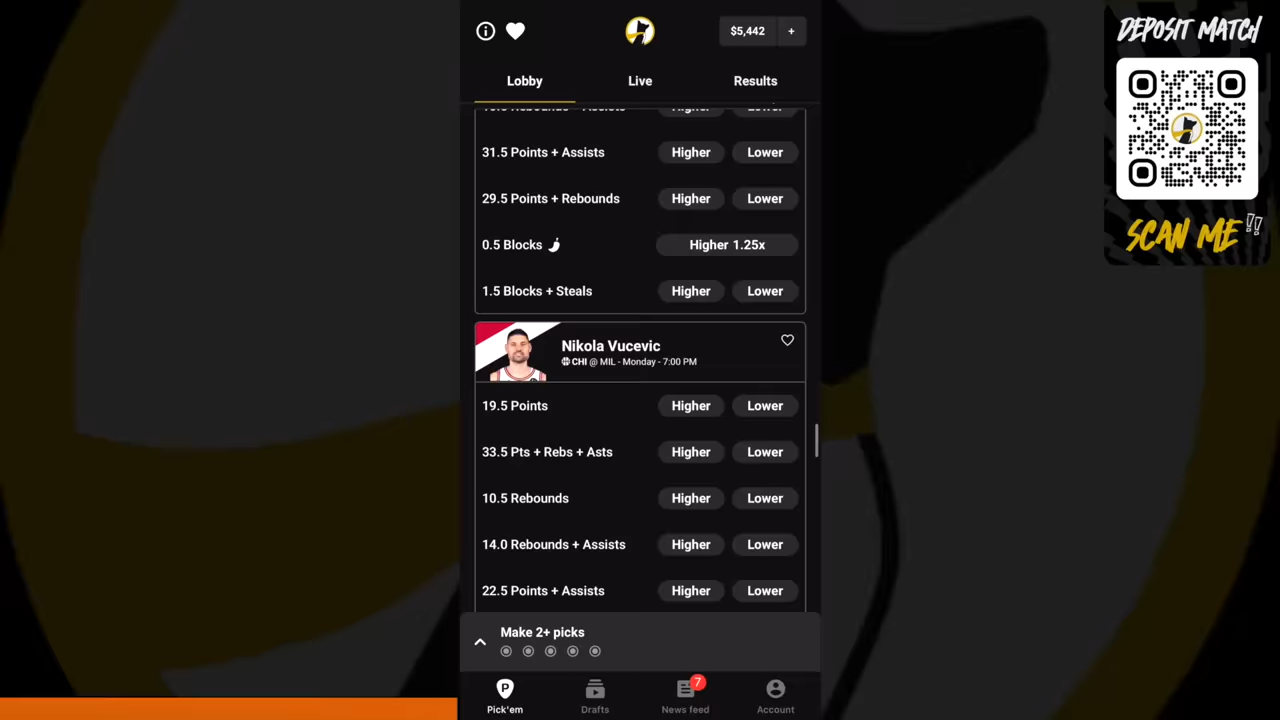 DEPOSIT MATCH
SCAN ME!!
$5,442 +
Lobby Live Results
Higher Lower
31.5 Points + Assists Higher Lower
29.5 Points + Rebounds Higher Lower
0.5 Blocks Higher 1.25x
1.5 Blocks + Steals Higher Lower
Nikola Vucevic
CHI @ MIL - Monday - 7:00 PM
19.5 Points Higher Lower
33.5 Pts + Rebs + Asts Higher Lower
10.5 Rebounds Higher Lower
14.0 Rebounds + Assists Higher Lower
22.5 Points + Assists Higher Lower
Make 2+ picks
7
P
Pick'em Drafts News feed Account